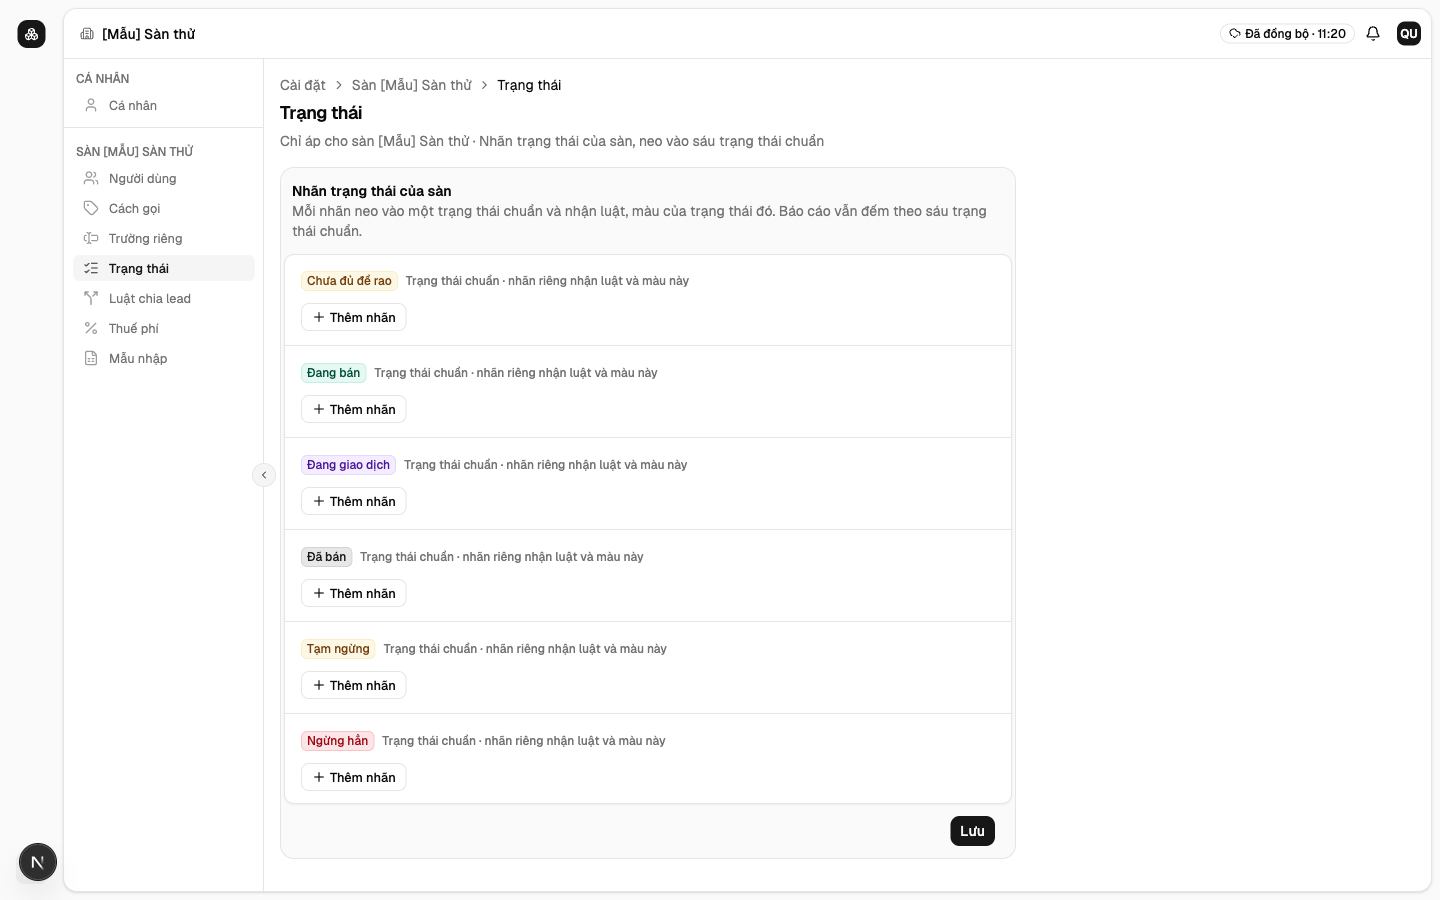 [Mẫu] Sàn thử
Đã đồng bộ · 11:20
QU
CÁ NHÂN
Cá nhân
SÀN [MẪU] SÀN THỬ
Người dùng
Cách gọi
Trường riêng
Trạng thái
Luật chia lead
Thuế phí
Mẫu nhập
Cài đặt > Sàn [Mẫu] Sàn thử > Trạng thái
Trạng thái
Chỉ áp cho sàn [Mẫu] Sàn thử · Nhãn trạng thái của sàn, neo vào sáu trạng thái chuẩn
Nhãn trạng thái của sàn
Mỗi nhãn neo vào một trạng thái chuẩn và nhận luật, màu của trạng thái đó. Báo cáo vẫn đếm theo sáu trạng
thái chuẩn.
Chưa đủ để rao Trạng thái chuẩn · nhãn riêng nhận luật và màu này
+ Thêm nhãn
Đang bán Trạng thái chuẩn · nhãn riêng nhận luật và màu này
+ Thêm nhãn
Đang giao dịch Trạng thái chuẩn · nhãn riêng nhận luật và màu này
+ Thêm nhãn
Đã bán Trạng thái chuẩn · nhãn riêng nhận luật và màu này
+ Thêm nhãn
Tạm ngừng Trạng thái chuẩn · nhãn riêng nhận luật và màu này
+ Thêm nhãn
Ngừng hẳn Trạng thái chuẩn · nhãn riêng nhận luật và màu này
+ Thêm nhãn
Lưu
N